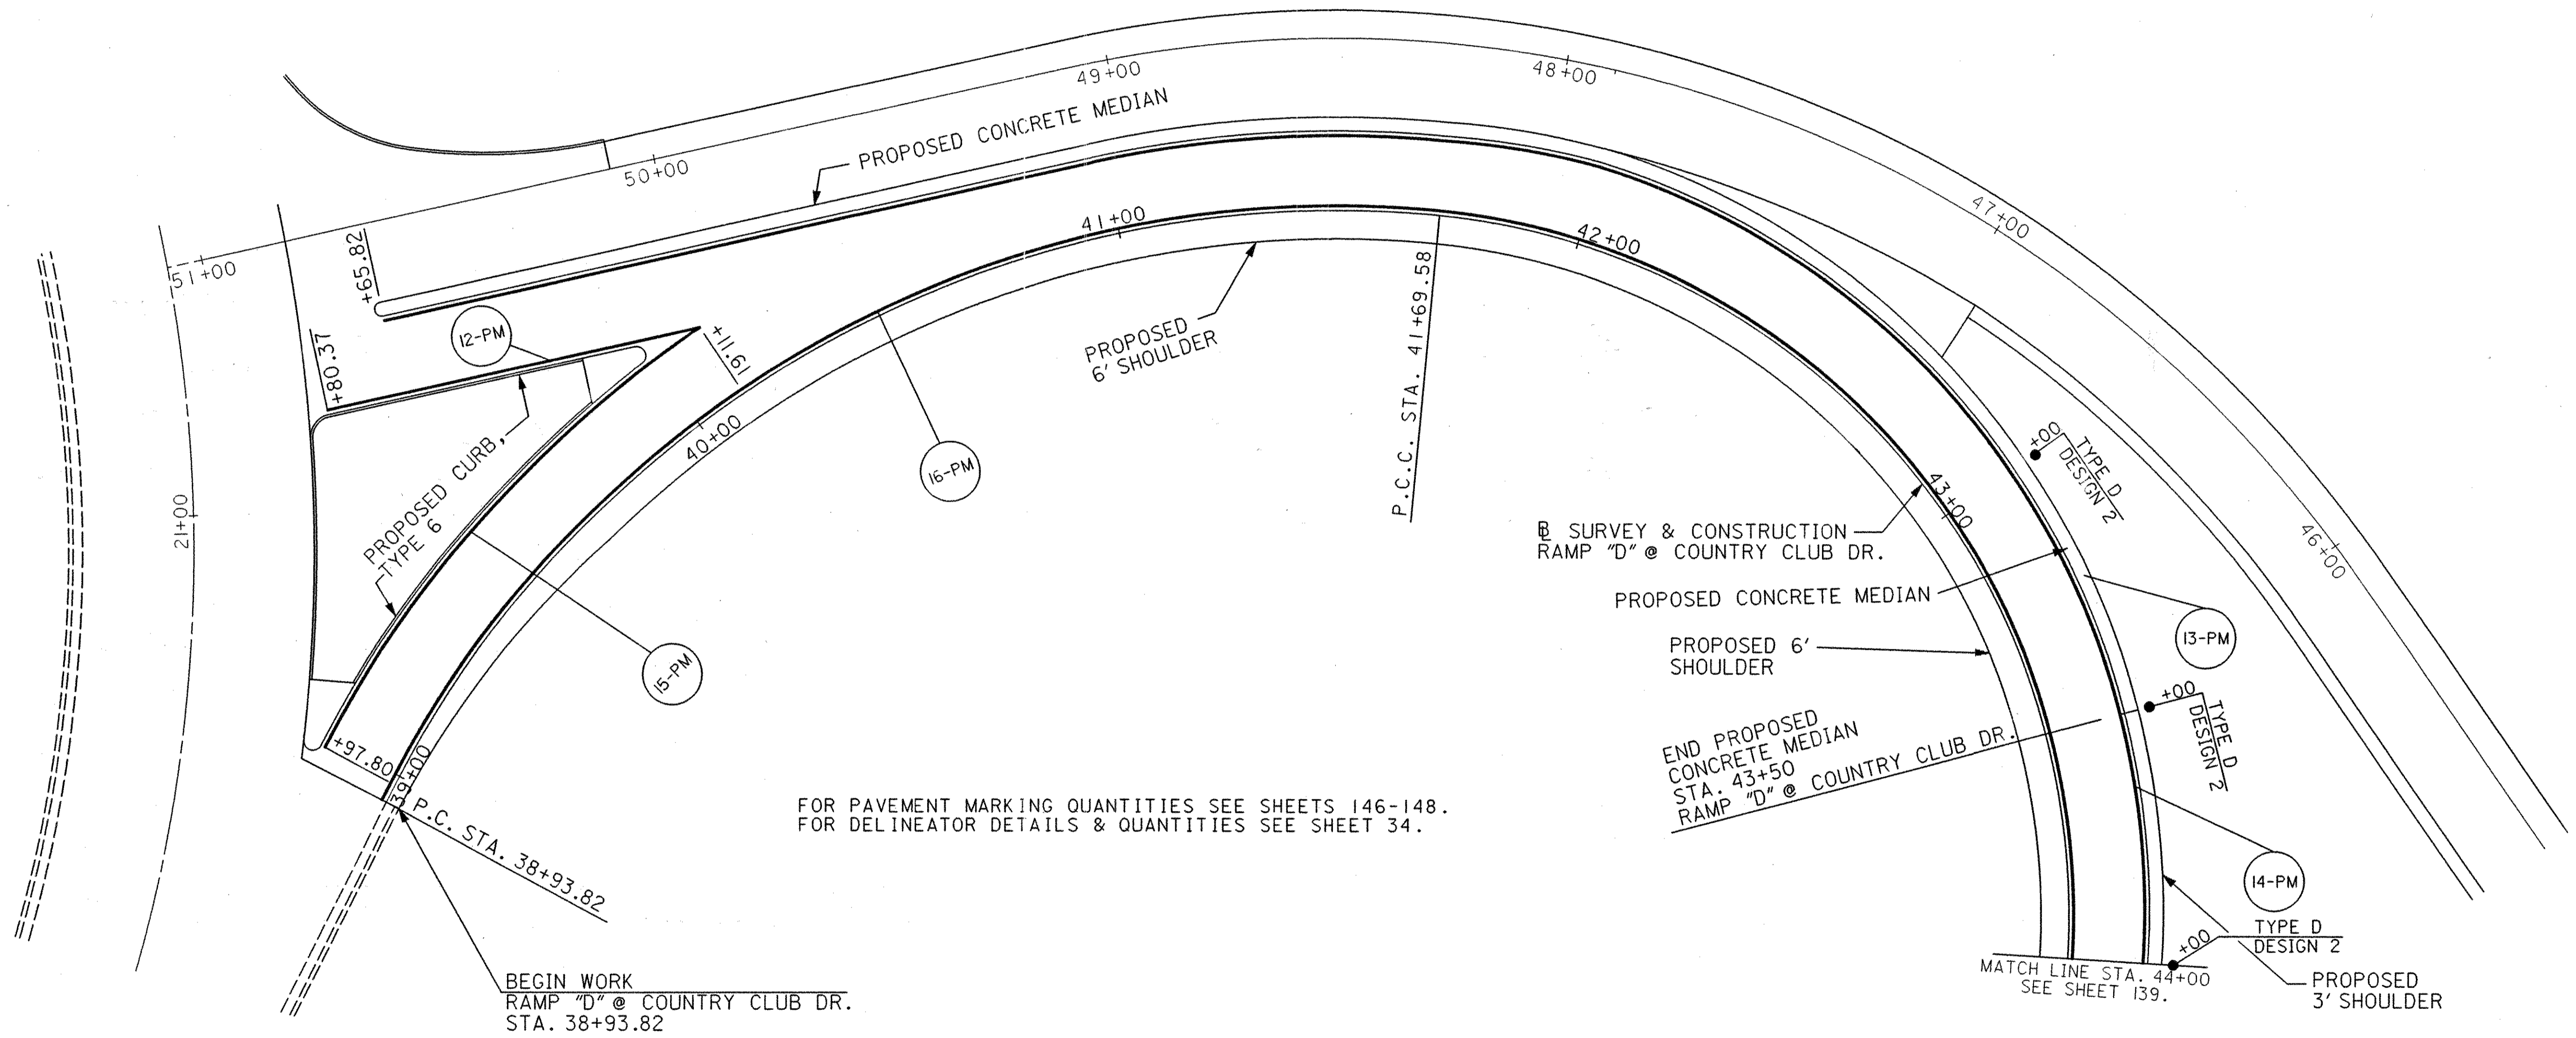 49+00
48+00
PROPOSED CONCRETE MEDIAN
50+00
47+00
51+00
+65.82
41+00
42+00
12-PM
+80.37
+11.61
PROPOSED
6' SHOULDER
P.C.C. STA. 41+69.58
40+00
16-PM
+00
TYPE D
DESIGN 2
21+00
PROPOSED CURB,
TYPE 6
43+00
46+00
℄ SURVEY & CONSTRUCTION
RAMP "D" @ COUNTRY CLUB DR.
PROPOSED CONCRETE MEDIAN
13-PM
PROPOSED 6'
SHOULDER
15-PM
+00
TYPE D
DESIGN 2
END PROPOSED
CONCRETE MEDIAN
STA. 43+50
RAMP "D" @ COUNTRY CLUB DR.
+97.80
39+00
P.C. STA. 38+93.82
FOR PAVEMENT MARKING QUANTITIES SEE SHEETS 146-148.
FOR DELINEATOR DETAILS & QUANTITIES SEE SHEET 34.
14-PM
+00
TYPE D
DESIGN 2
MATCH LINE STA. 44+00
SEE SHEET 139.
PROPOSED
3' SHOULDER
BEGIN WORK
RAMP "D" @ COUNTRY CLUB DR.
STA. 38+93.82